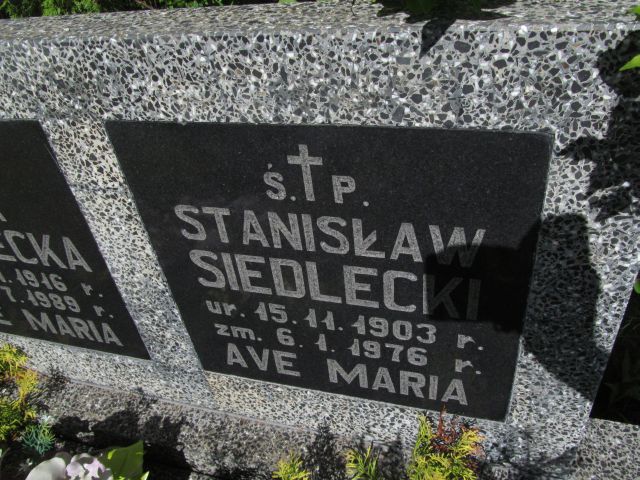 ECKA
1916 r.
1989 r.
E MARIA
Ś.P.
STANISŁAW
SIEDLECKI
ur. 15.11.1903 r.
zm. 6.1.1976 r.
AVE MARIA